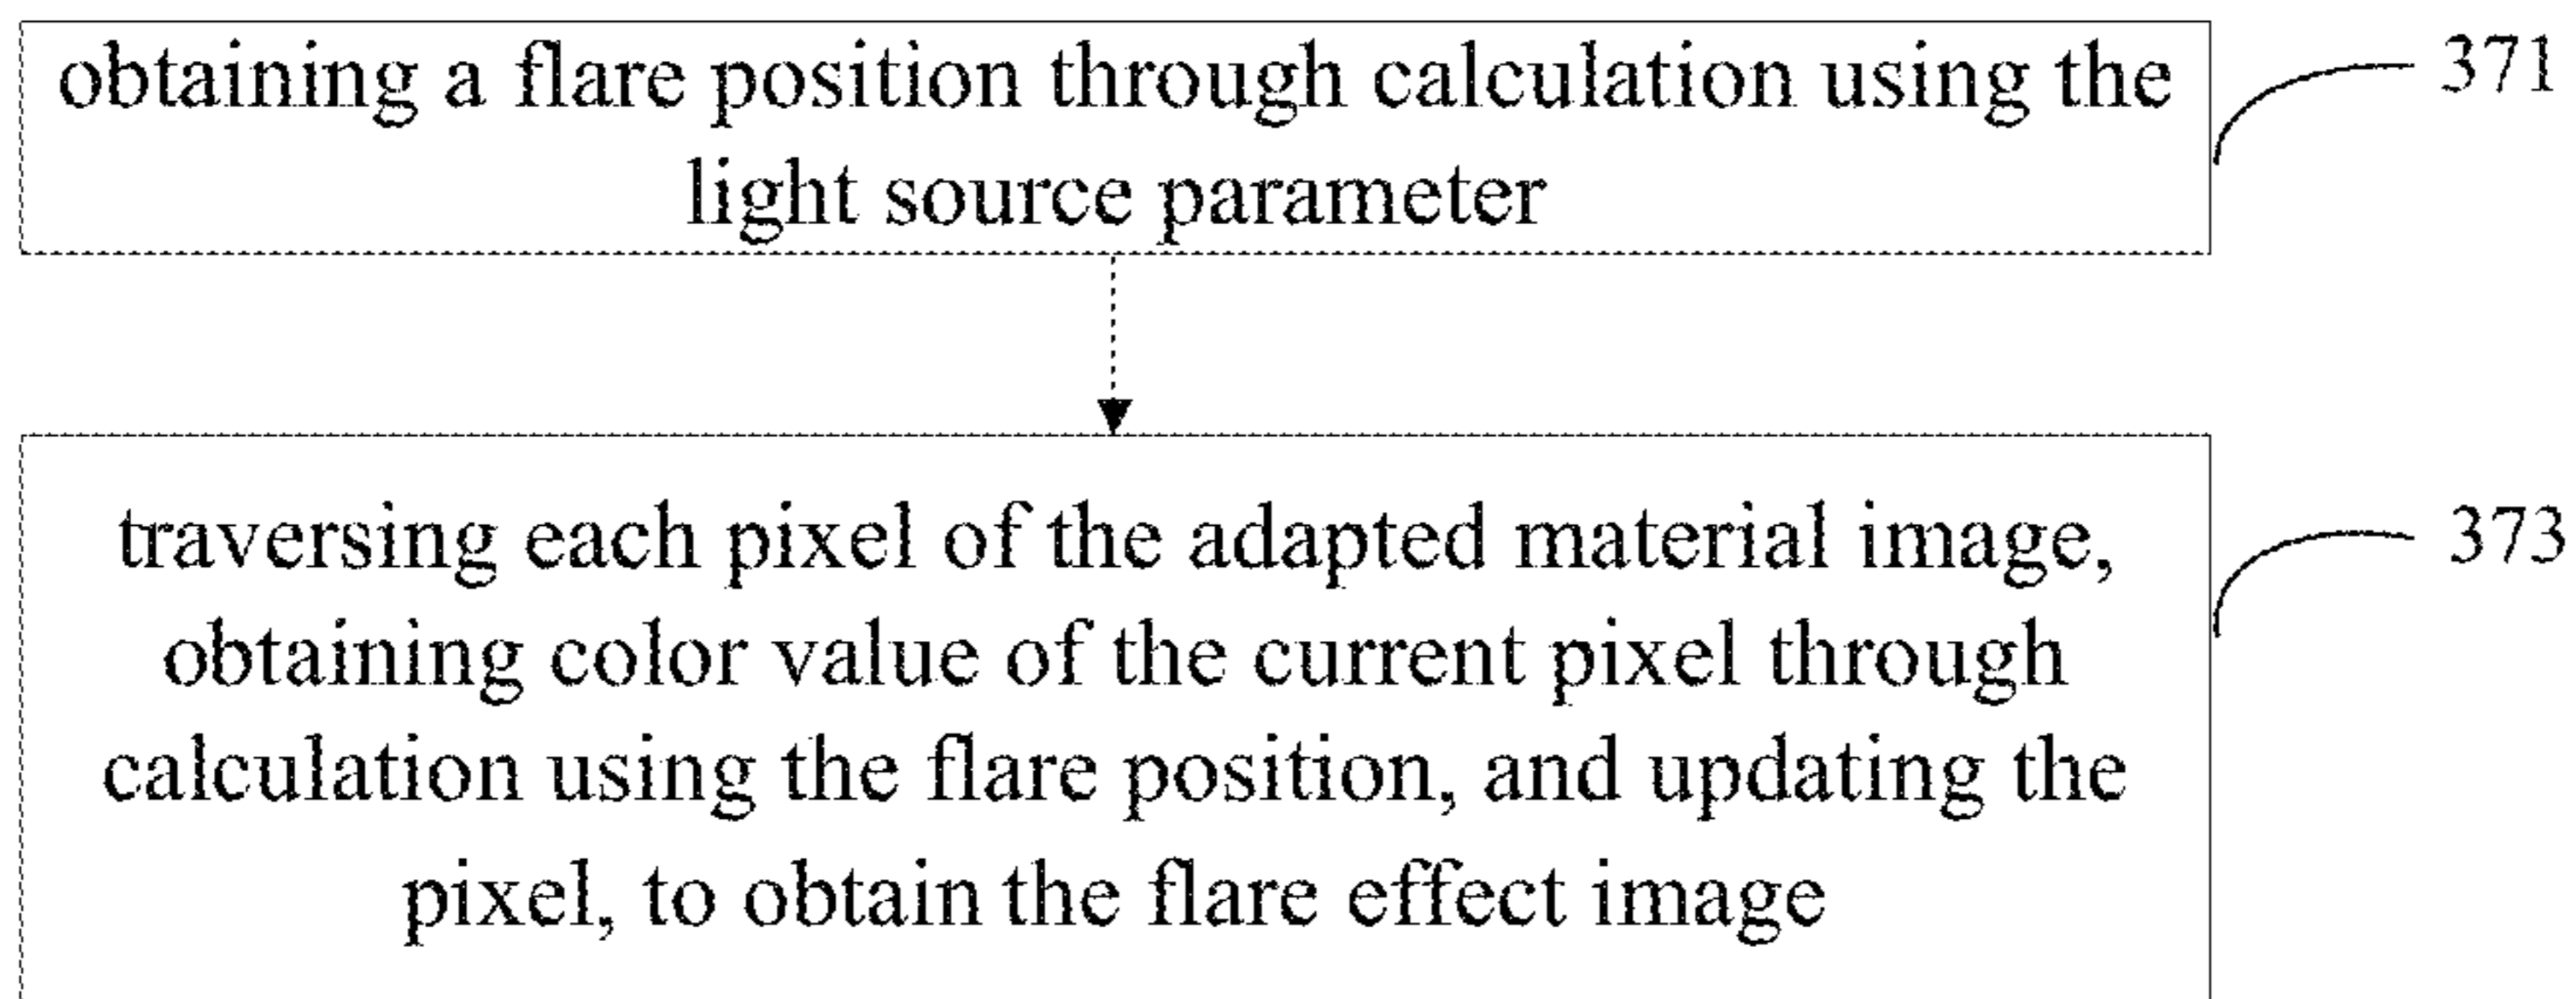 obtaining a flare position through calculation using the
light source parameter
371
traversing each pixel of the adapted material image,
obtaining color value of the current pixel through
calculation using the flare position, and updating the
pixel, to obtain the flare effect image
373